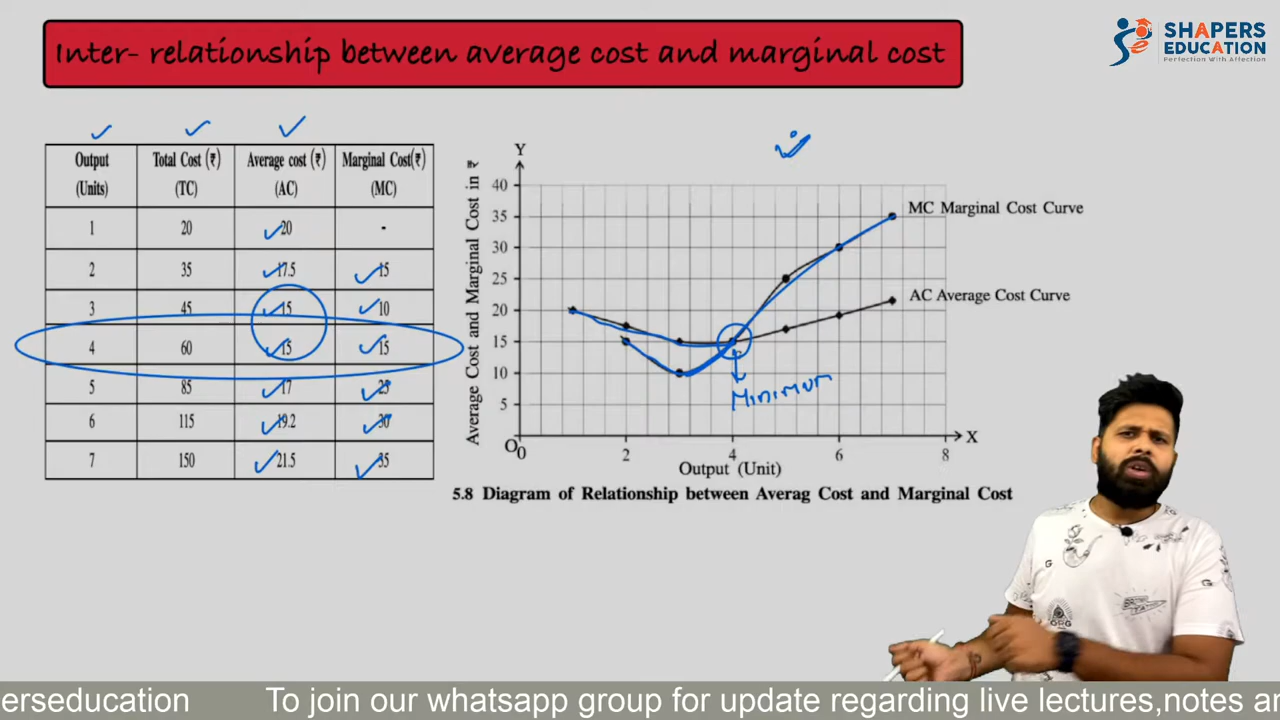 Inter- relationship between average cost and marginal cost
SHAPERS
EDUCATION
Perfection With Affection
Output (Units) Total Cost (₹) (TC) Average cost (₹) (AC) Marginal Cost(₹) (MC)
1 20 20 -
2 35 17.5 15
3 45 15 10
4 60 15 15
5 85 17 25
6 115 19.2 30
7 150 21.5 35
Average Cost and Marginal Cost in ₹
Y
40
35
30
25
20
15
10
5
O
0 2 4 6 8 X
MC Marginal Cost Curve
AC Average Cost Curve
Minimum
Output (Unit)
5.8 Diagram of Relationship between Averag Cost and Marginal Cost
GRG
erseducation To join our whatsapp group for update regarding live lectures,notes an